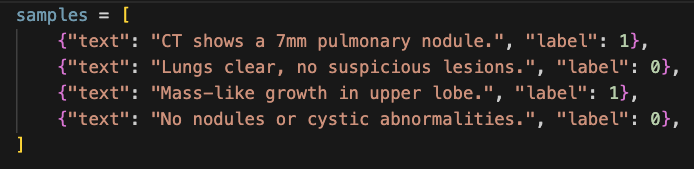 samples = [
    {"text": "CT shows a 7mm pulmonary nodule.", "label": 1},
    {"text": "Lungs clear, no suspicious lesions.", "label": 0},
    {"text": "Mass-like growth in upper lobe.", "label": 1},
    {"text": "No nodules or cystic abnormalities.", "label": 0},
]